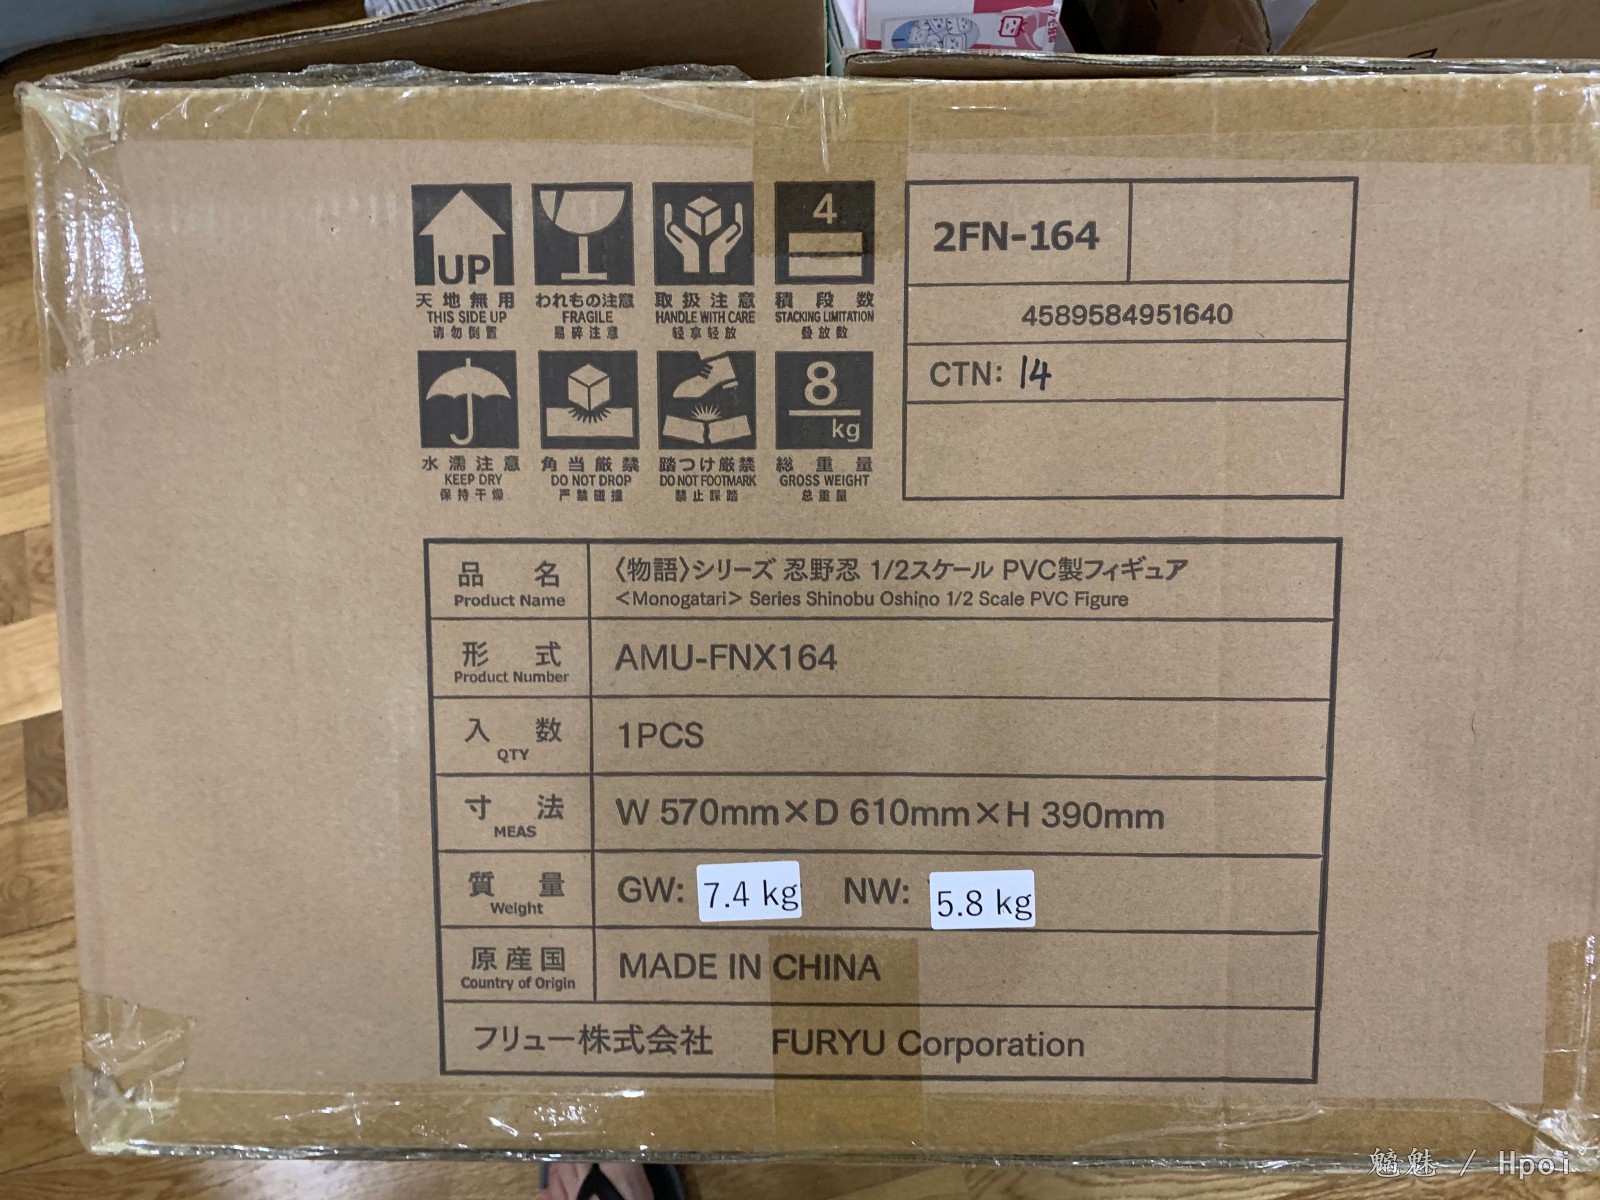 UP
天地無用
THIS SIDE UP
请勿倒置
われもの注意
FRAGILE
易碎注意
取扱注意
HANDLE WITH CARE
轻拿轻放
4
積段数
STACKING LIMITATION
叠放数
水濡注意
KEEP DRY
保持干燥
角当厳禁
DO NOT DROP
严禁碰撞
踏つけ厳禁
DO NOT FOOTMARK
禁止踩踏
8
kg
総重量
GROSS WEIGHT
总重量
2FN-164
4589584951640
CTN: 14
品名
Product Name
〈物語〉シリーズ 忍野忍 1/2スケール PVC製フィギュア
<Monogatari> Series Shinobu Oshino 1/2 Scale PVC Figure
形式
Product Number
AMU-FNX164
入数
QTY
1PCS
寸法
MEAS
W 570mm×D 610mm×H 390mm
質量
Weight
GW: 7.4 kg NW: 5.8 kg
原産国
Country of Origin
MADE IN CHINA
フリュー株式会社 FURYU Corporation
魅 / Hpoi